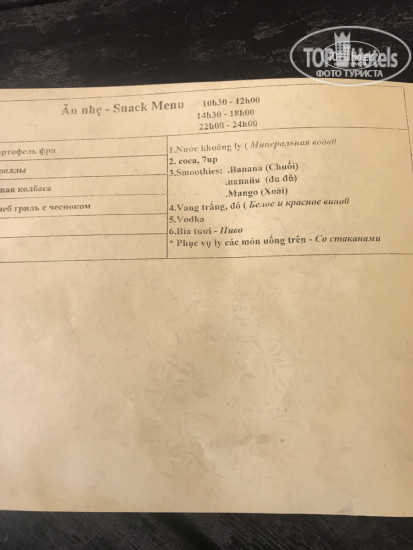 TOP Hotels
ФОТО ТУРИСТА
Ăn nhẹ - Snack Menu 10h30 - 12h00
14h30 - 18h00
22h00 - 24h00
артофель фри
роллы
колбаса
еб гриль с чесноком
1.Nước khoáng ly ( Минеральная вода)
2. coca, 7up
3.Smoothies: .Banana (Chuối)
.папайя (đu đủ)
.Mango (Xoài)
4.Vang trắng, đỏ ( Белое и красное вино)
5.Vodka
6.Bia tươi - Пиво
* Phục vụ ly các món uống trên - Со стаканами